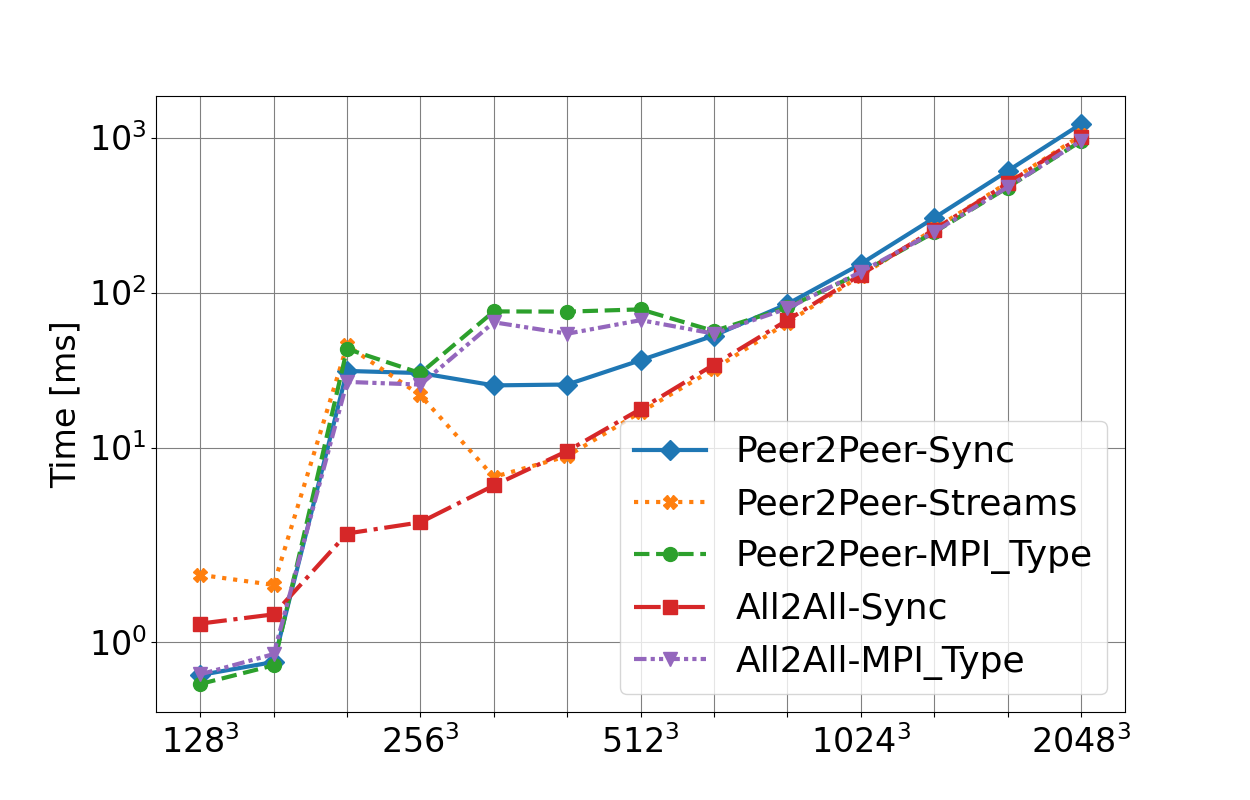 10³
10²
10¹
10⁰
Time [ms]
128³
256³
512³
1024³
2048³
Peer2Peer-Sync
Peer2Peer-Streams
Peer2Peer-MPI_Type
All2All-Sync
All2All-MPI_Type